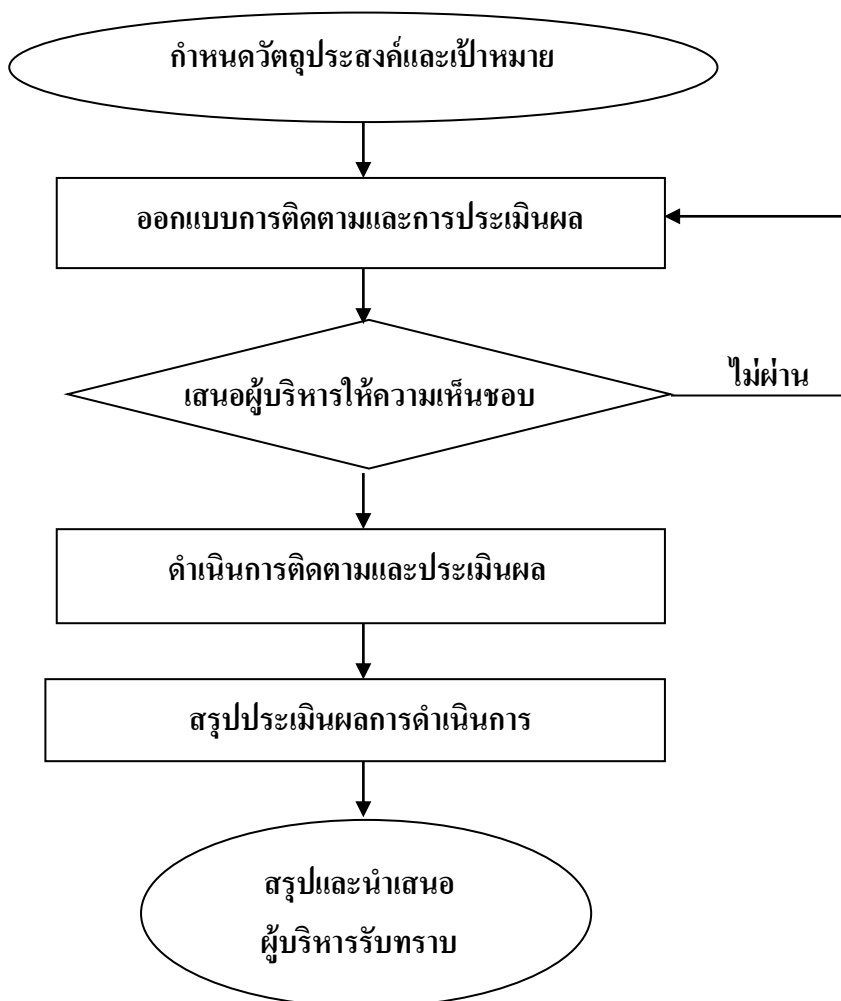 กำหนดวัตถุประสงค์และเป้าหมาย
ออกแบบการติดตามและการประเมินผล
เสนอผู้บริหารให้ความเห็นชอบ
ไม่ผ่าน
ดำเนินการติดตามและประเมินผล
สรุปประเมินผลการดำเนินการ
สรุปและนำเสนอ
ผู้บริหารรับทราบ